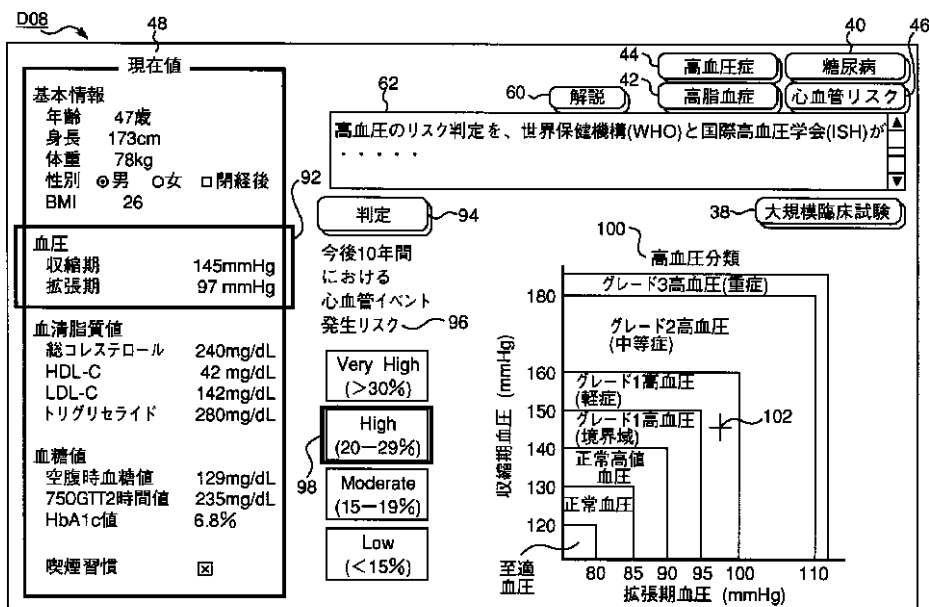 D08
48
現在値
基本情報
年齢 47歳
身長 173cm
体重 78kg
性別 ◉男 ○女 □閉経後
BMI 26
92
血圧
収縮期 145mmHg
拡張期 97 mmHg
血清脂質値
総コレステロール 240mg/dL
HDL-C 42 mg/dL
LDL-C 142mg/dL
トリグリセライド 280mg/dL
血糖値
空腹時血糖値 129mg/dL
75OGTT2時間値 235mg/dL
HbA1c値 6.8%
喫煙習慣 ☒
44 高血圧症
40 糖尿病
42 高脂血症
46 心血管リスク
60 解説
62
高血圧のリスク判定を、世界保健機構(WHO)と国際高血圧学会(ISH)が
・・・・・
判定 94
38 大規模臨床試験
今後10年間
における
心血管イベント
発生リスク 96
Very High
(>30%)
High
(20−29%)
98
Moderate
(15−19%)
Low
(<15%)
100
高血圧分類
収縮期血圧 (mmHg)
180
160
150
140
130
120
グレード3高血圧(重症)
グレード2高血圧
(中等症)
グレード1高血圧
(軽症)
102
グレード1高血圧
(境界域)
正常高値
血圧
正常血圧
至適
血圧
80 85 90 95 100 110
拡張期血圧 (mmHg)